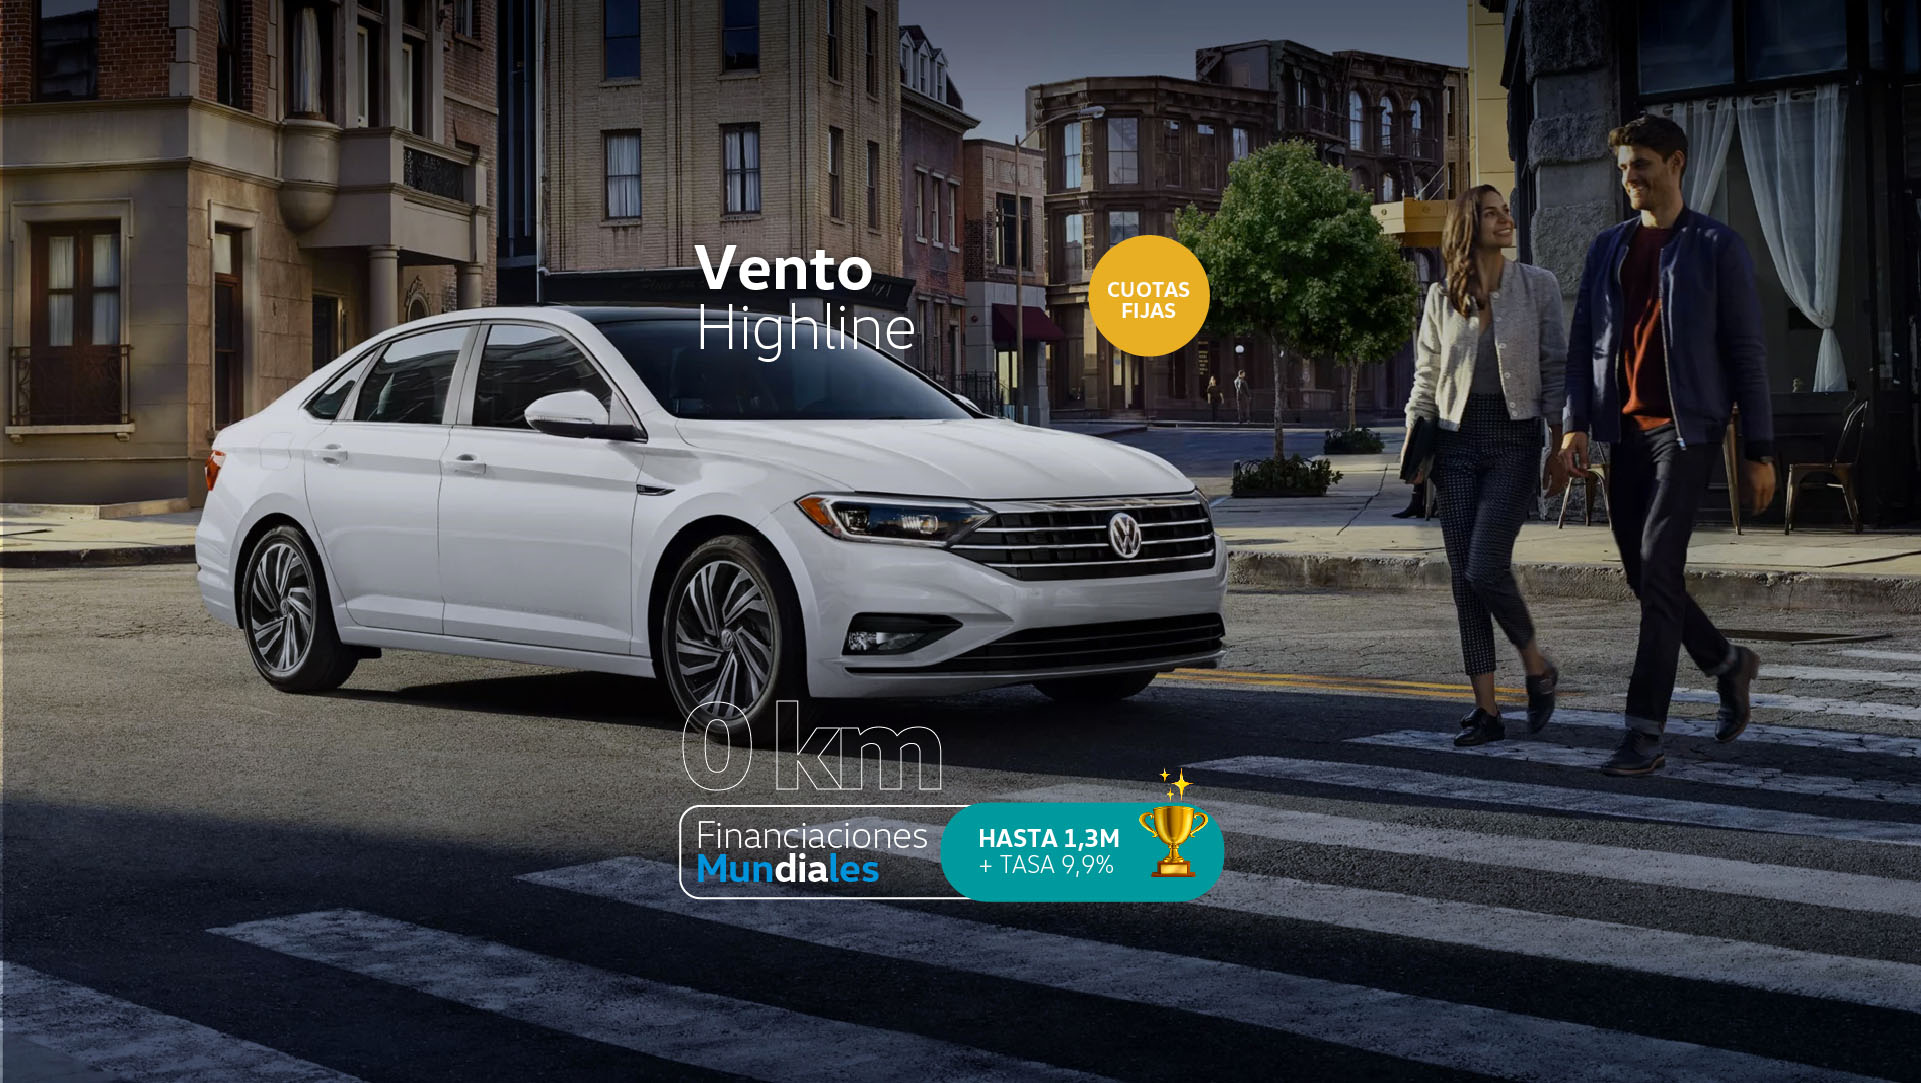 Vento
Highline
CUOTAS
FIJAS
0 km
Financiaciones
Mundiales
HASTA 1,3M
+ TASA 9,9%